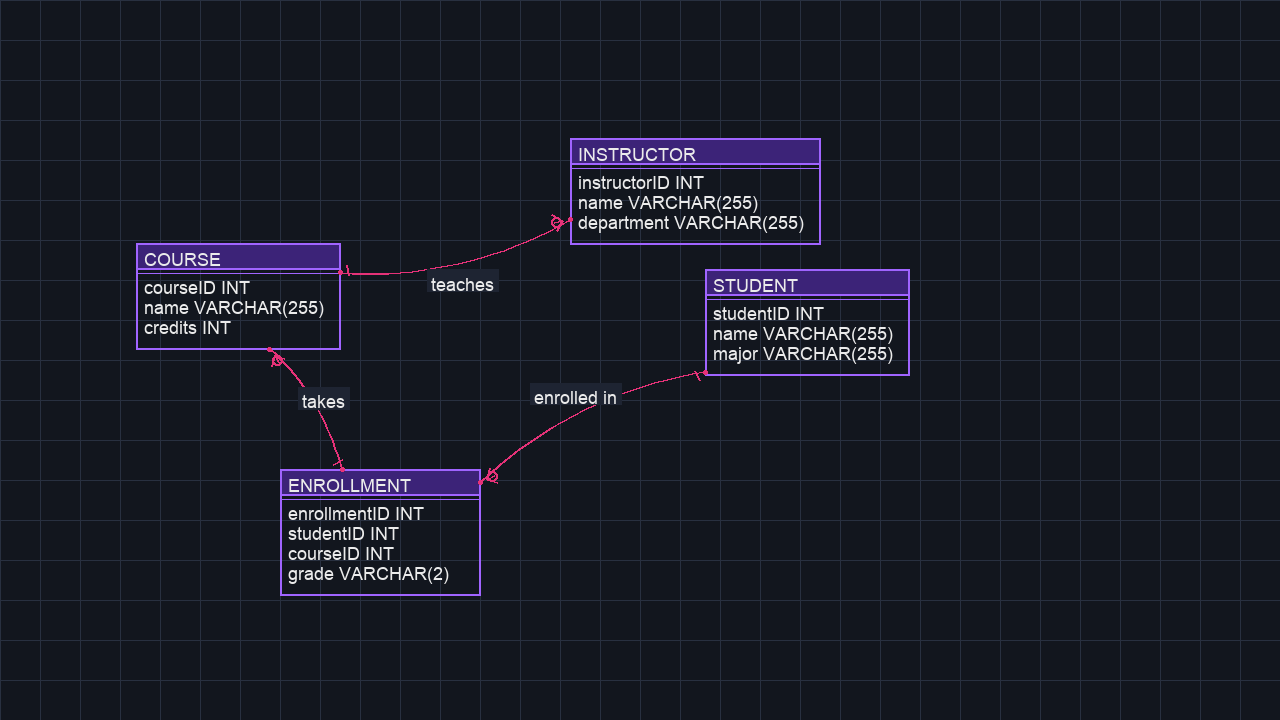 INSTRUCTOR
instructorID INT
name VARCHAR(255)
department VARCHAR(255)
COURSE
courseID INT
name VARCHAR(255)
credits INT
teaches
STUDENT
studentID INT
name VARCHAR(255)
major VARCHAR(255)
takes
enrolled in
ENROLLMENT
enrollmentID INT
studentID INT
courseID INT
grade VARCHAR(2)